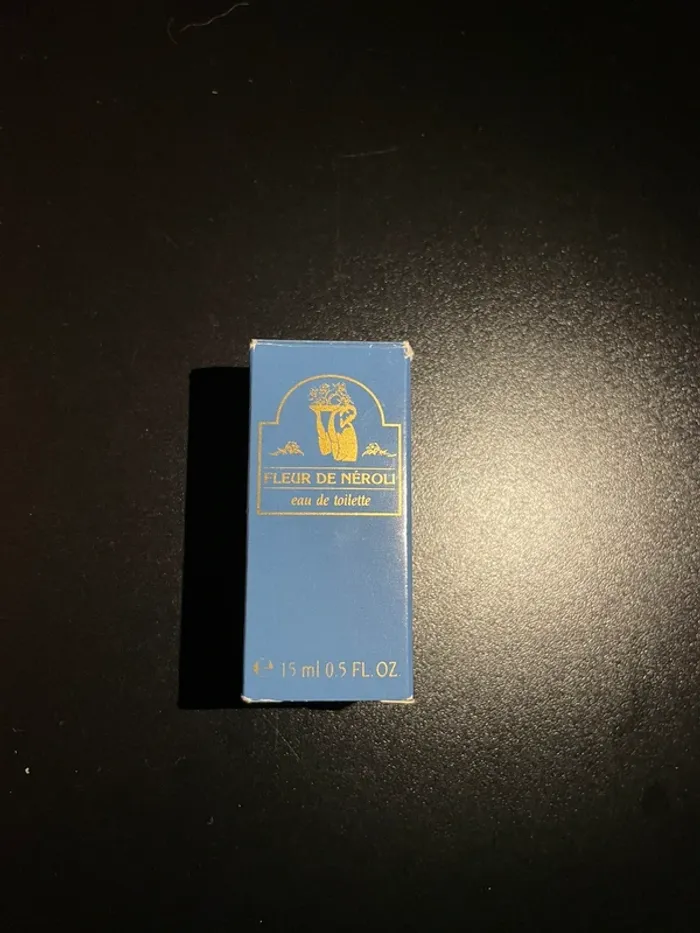 FLEUR DE NÉROLI
eau de toilette
℮ 15 ml 0.5 FL. OZ.